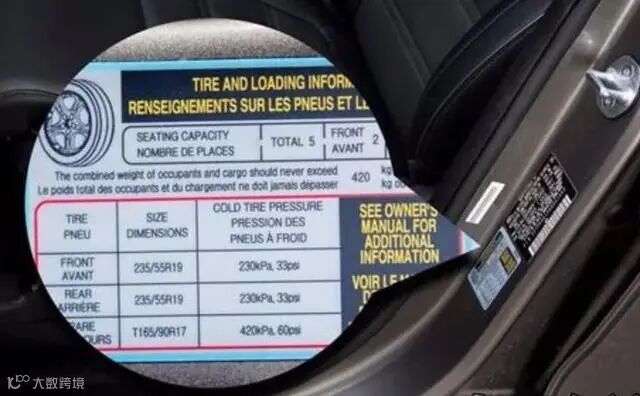 TIRE AND LOADING INFORM
RENSEIGNEMENTS SUR LES PNEUS ET LE
SEATING CAPACITY
NOMBRE DE PLACES
TOTAL 5
FRONT
AVANT 2
The combined weight of occupants and cargo should never exceed
Le poids total des occupants et du chargement ne doit jamais dépasser
420
kg
kg ou
TIRE
PNEU
SIZE
DIMENSIONS
COLD TIRE PRESSURE
PRESSION DES
PNEUS À FROID
SEE OWNER'S
MANUAL FOR
ADDITIONAL
INFORMATION
VOIR LE
FRONT
AVANT
235/55R19
230kPa, 33psi
REAR
ARRIÈRE
235/55R19
230kPa, 33psi
PARE
OURS
T165/90R17
420kPa, 60psi
大数跨境